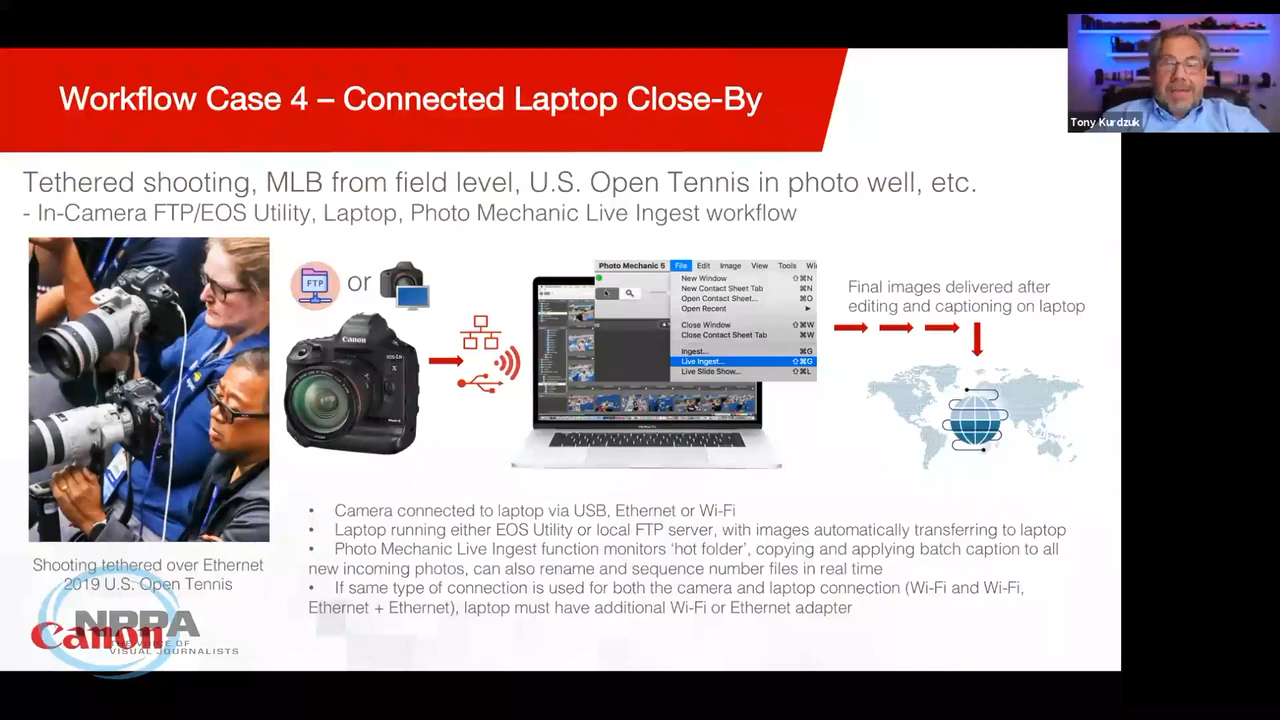 Workflow Case 4 – Connected Laptop Close-By
Tony Kurdzuk
Tethered shooting, MLB from field level, U.S. Open Tennis in photo well, etc.
- In-Camera FTP/EOS Utility, Laptop, Photo Mechanic Live Ingest workflow
FTP
or
Canon
EOS-1D
X
Photo Mechanic 5 File Edit Image View Tools Wi
New Window ⇧⌘N
New Contact Sheet Tab ⌘N
Open Contact Sheet... ⌘O
Open Recent ▶
Close Window ⇧⌘W
Close Contact Sheet Tab ⌘W
Ingest... ⌘G
Live Ingest... ⇧⌘G
Live Slide Show... ⇧⌘L
Final images delivered after
editing and captioning on laptop
• Camera connected to laptop via USB, Ethernet or Wi-Fi
• Laptop running either EOS Utility or local FTP server, with images automatically transferring to laptop
• Photo Mechanic Live Ingest function monitors ‘hot folder’, copying and applying batch caption to all
new incoming photos, can also rename and sequence number files in real time
• If same type of connection is used for both the camera and laptop connection (Wi-Fi and Wi-Fi,
Ethernet + Ethernet), laptop must have additional Wi-Fi or Ethernet adapter
Shooting tethered over Ethernet
2019 U.S. Open Tennis
NPPA
Canon
THE VOICE OF
VISUAL JOURNALISTS